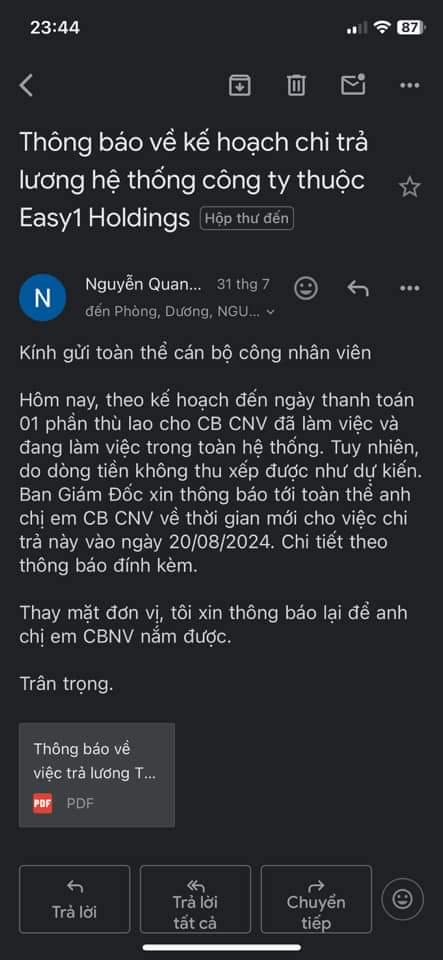 23:44
87
Thông báo về kế hoạch chi trả
lương hệ thống công ty thuộc
Easy1 Holdings Hộp thư đến
N
Nguyễn Quan... 31 thg 7
đến Phòng, Dương, NGU...
Kính gửi toàn thể cán bộ công nhân viên
Hôm nay, theo kế hoạch đến ngày thanh toán
01 phần thù lao cho CB CNV đã làm việc và
đang làm việc trong toàn hệ thống. Tuy nhiên,
do dòng tiền không thu xếp được như dự kiến.
Ban Giám Đốc xin thông báo tới toàn thể anh
chị em CB CNV về thời gian mới cho việc chi
trả này vào ngày 20/08/2024. Chi tiết theo
thông báo đính kèm.
Thay mặt đơn vị, tôi xin thông báo lại để anh
chị em CBNV nắm được.
Trân trọng.
Thông báo về
việc trả lương T...
PDF PDF
Trả lời
Trả lời
tất cả
Chuyển
tiếp